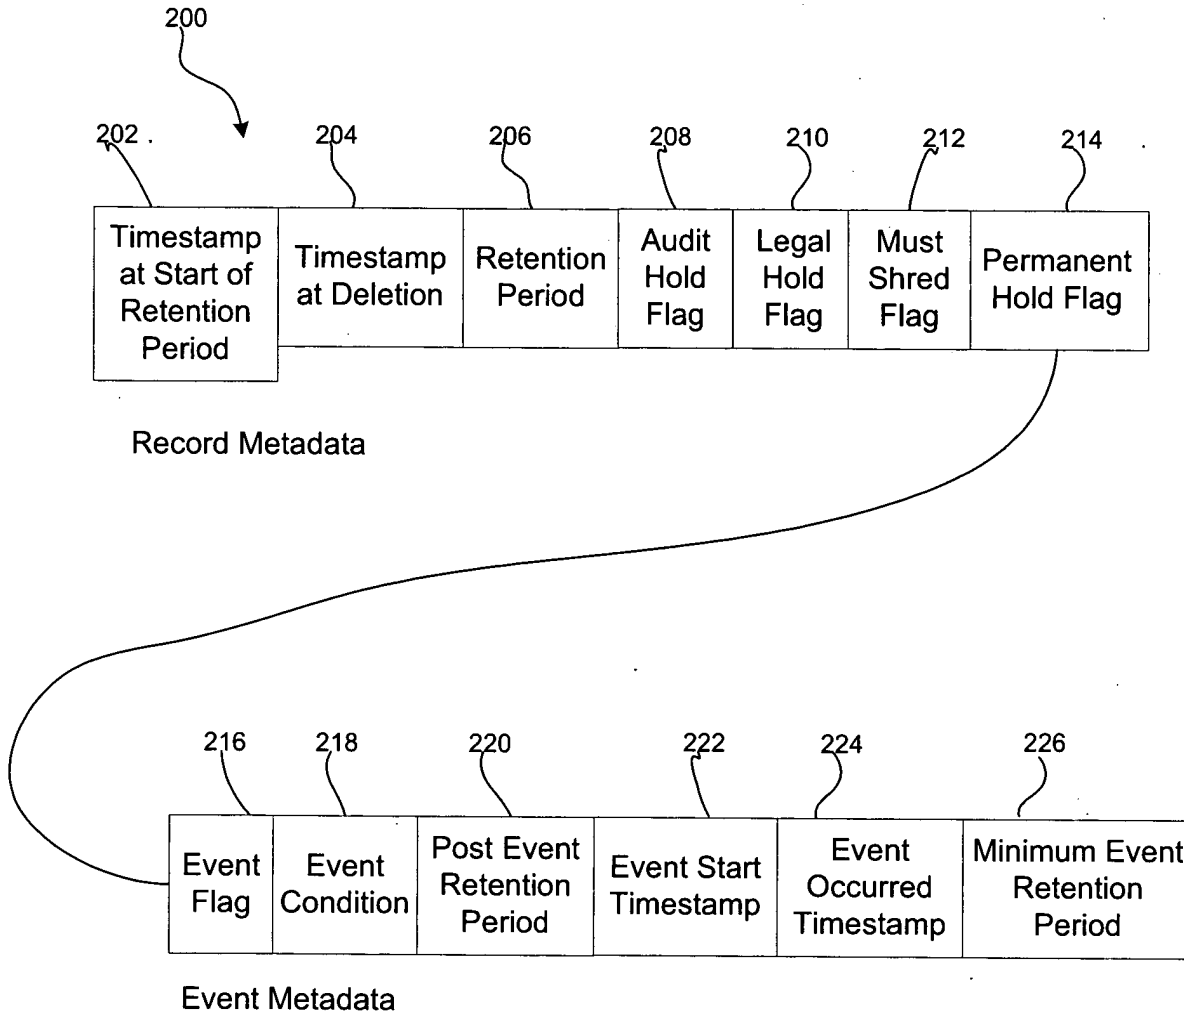 200
202 204 206 208 210 212 214
Timestamp
at Start of
Retention
Period
Timestamp
at Deletion
Retention
Period
Audit
Hold
Flag
Legal
Hold
Flag
Must
Shred
Flag
Permanent
Hold Flag
Record Metadata
216 218 220 222 224 226
Event
Flag
Event
Condition
Post Event
Retention
Period
Event Start
Timestamp
Event
Occurred
Timestamp
Minimum Event
Retention
Period
Event Metadata